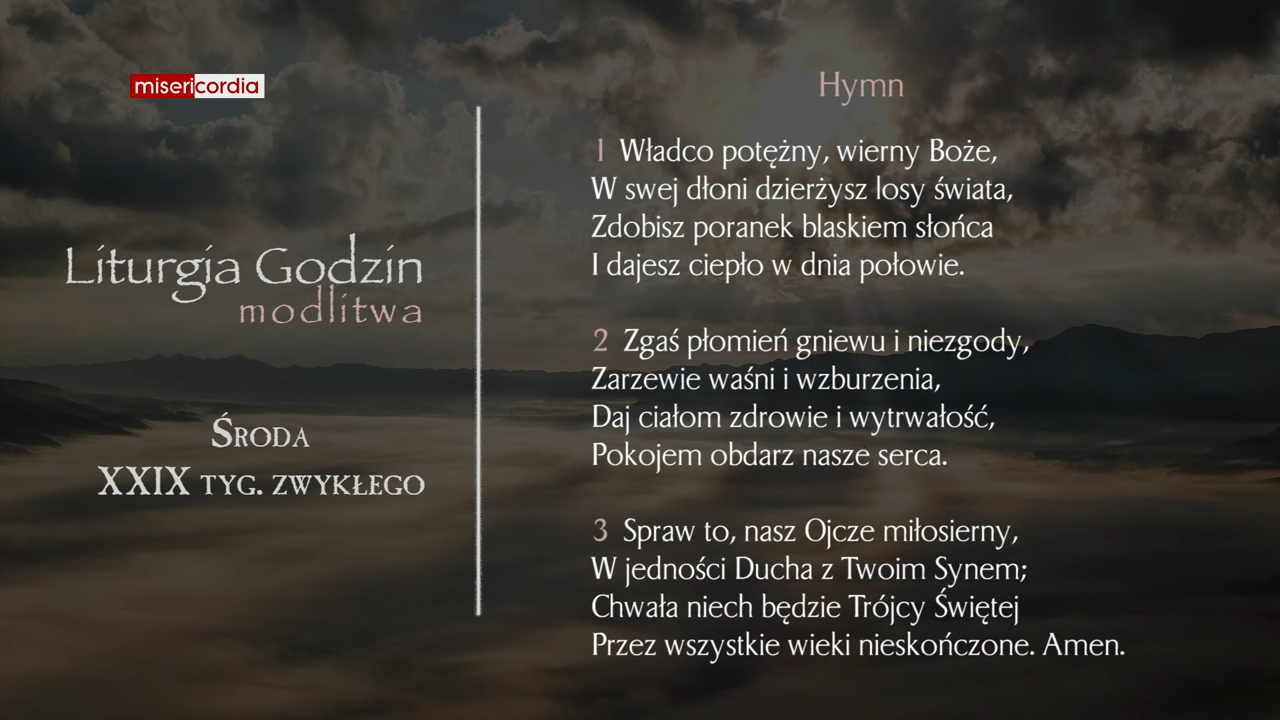 misericordia
Liturgia Godzin
modlitwa
Środa
XXIX tyg. zwykłego
Hymn
1 Władco potężny, wierny Boże,
W swej dłoni dzierżysz losy świata,
Zdobisz poranek blaskiem słońca
I dajesz ciepło w dnia połowie.
2 Zgaś płomień gniewu i niezgody,
Zarzewie waśni i wzburzenia,
Daj ciałom zdrowie i wytrwałość,
Pokojem obdarz nasze serca.
3 Spraw to, nasz Ojcze miłosierny,
W jedności Ducha z Twoim Synem;
Chwała niech będzie Trójcy Świętej
Przez wszystkie wieki nieskończone. Amen.